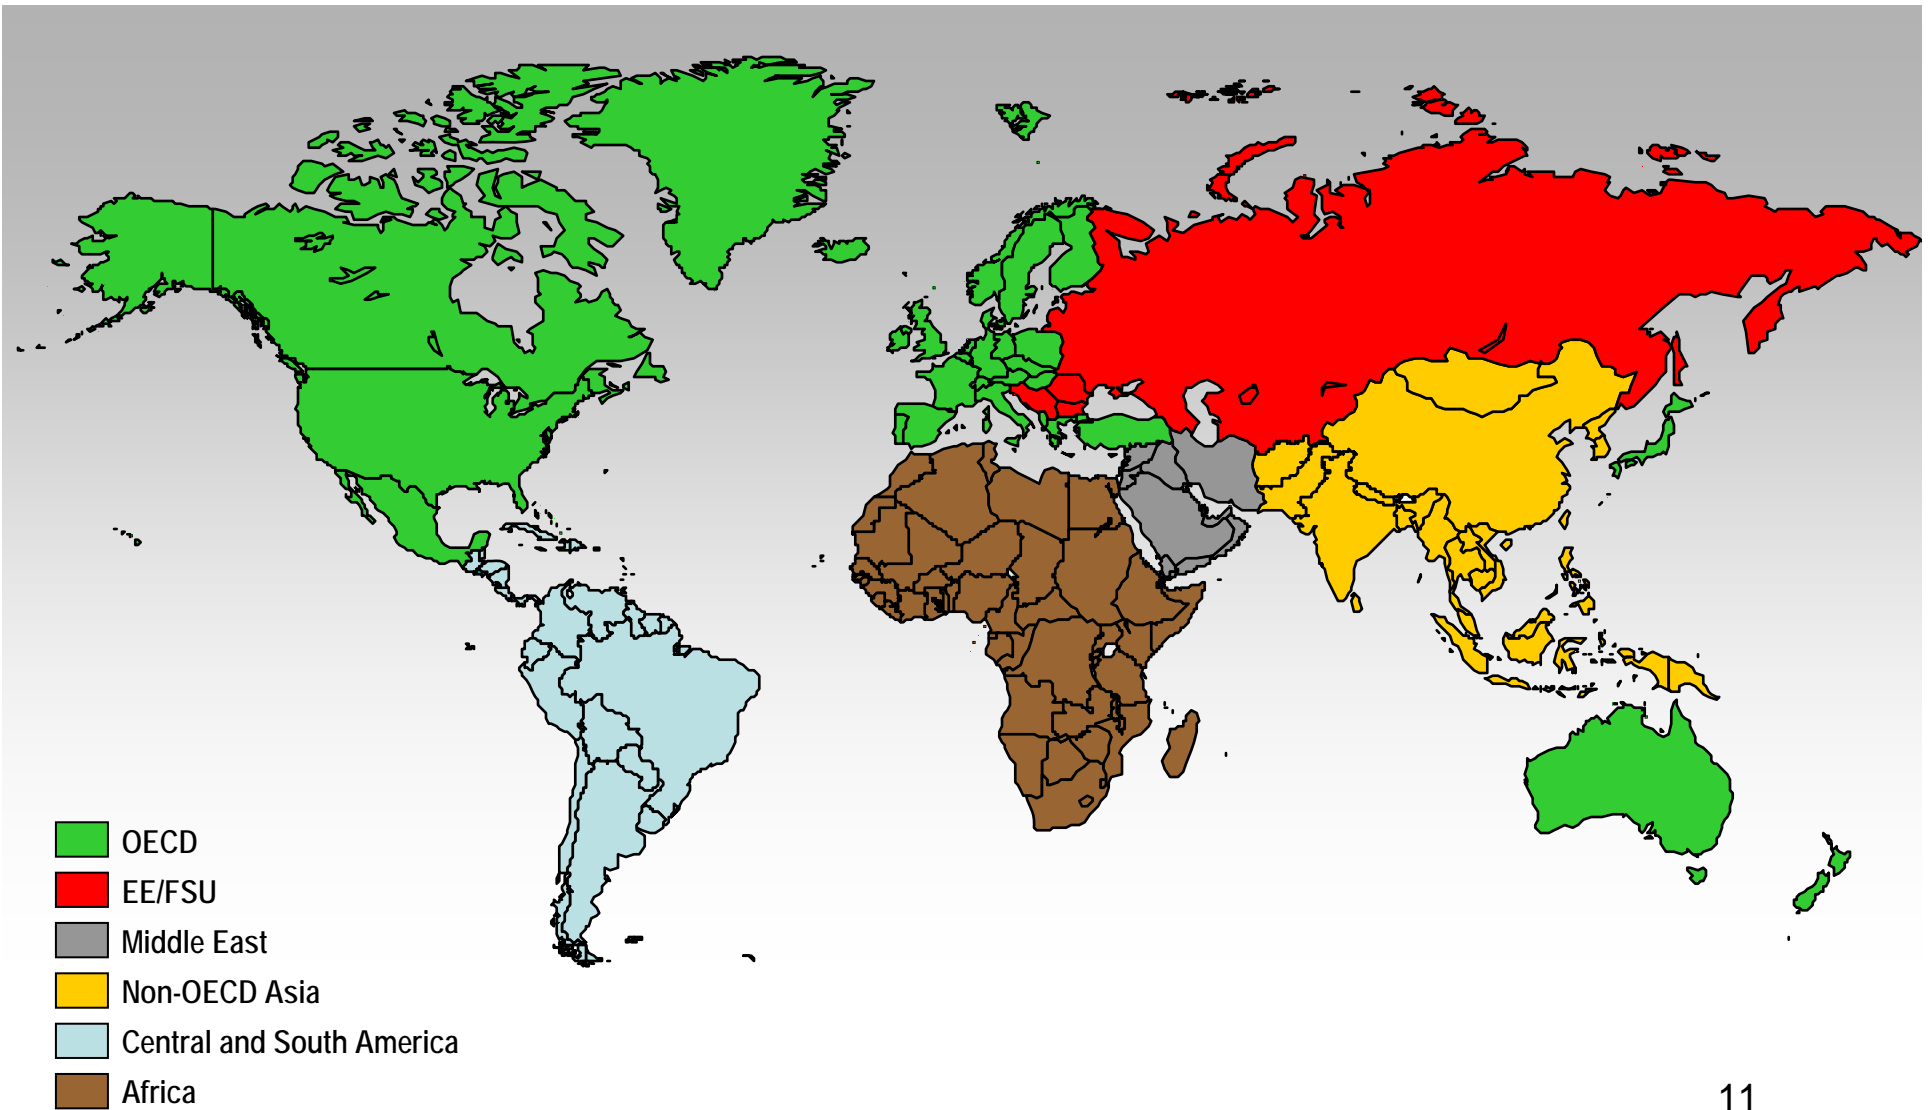 OECD
EE/FSU
Middle East
Non-OECD Asia
Central and South America
Africa
11